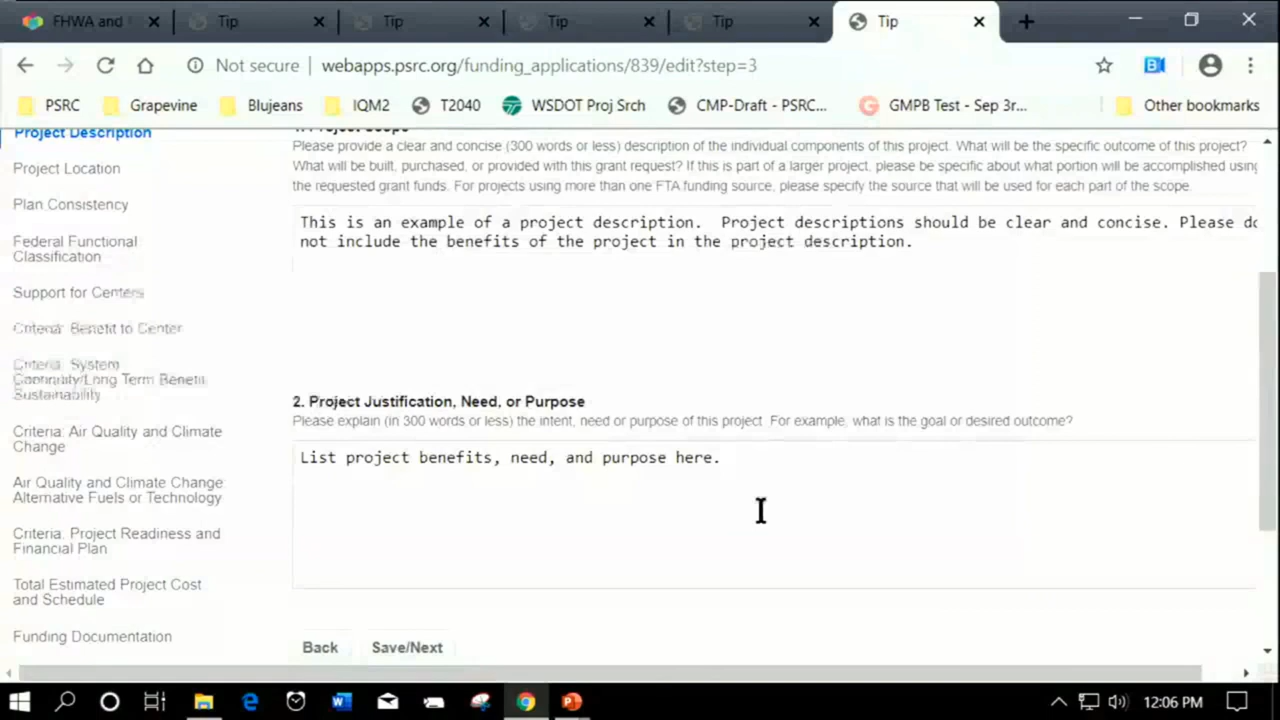 FHWA and
Tip
Tip
Tip
Tip
Tip
Not secure
webapps.psrc.org/funding_applications/839/edit?step=3
PSRC
Grapevine
Blujeans
IQM2
T2040
WSDOT Proj Srch
CMP-Draft - PSRC...
GMPB Test - Sep 3r...
Other bookmarks
Project Description
Project Location
Plan Consistency
Federal Functional
Classification
Support for Centers
Criteria: Benefit to Center
Criteria: System
Continuity/Long Term Benefit
Sustainability
Criteria: Air Quality and Climate
Change
Air Quality and Climate Change
Alternative Fuels or Technology
Criteria: Project Readiness and
Financial Plan
Total Estimated Project Cost
and Schedule
Funding Documentation
1. Project Scope
Please provide a clear and concise (300 words or less) description of the individual components of this project. What will be the specific outcome of this project?
What will be built, purchased, or provided with this grant request? If this is part of a larger project, please be specific about what portion will be accomplished using
the requested grant funds. For projects using more than one FTA funding source, please specify the source that will be used for each part of the scope.
This is an example of a project description. Project descriptions should be clear and concise. Please do
not include the benefits of the project in the project description.
2. Project Justification, Need, or Purpose
Please explain (in 300 words or less) the intent, need or purpose of this project. For example, what is the goal or desired outcome?
List project benefits, need, and purpose here.
Back
Save/Next
12:06 PM